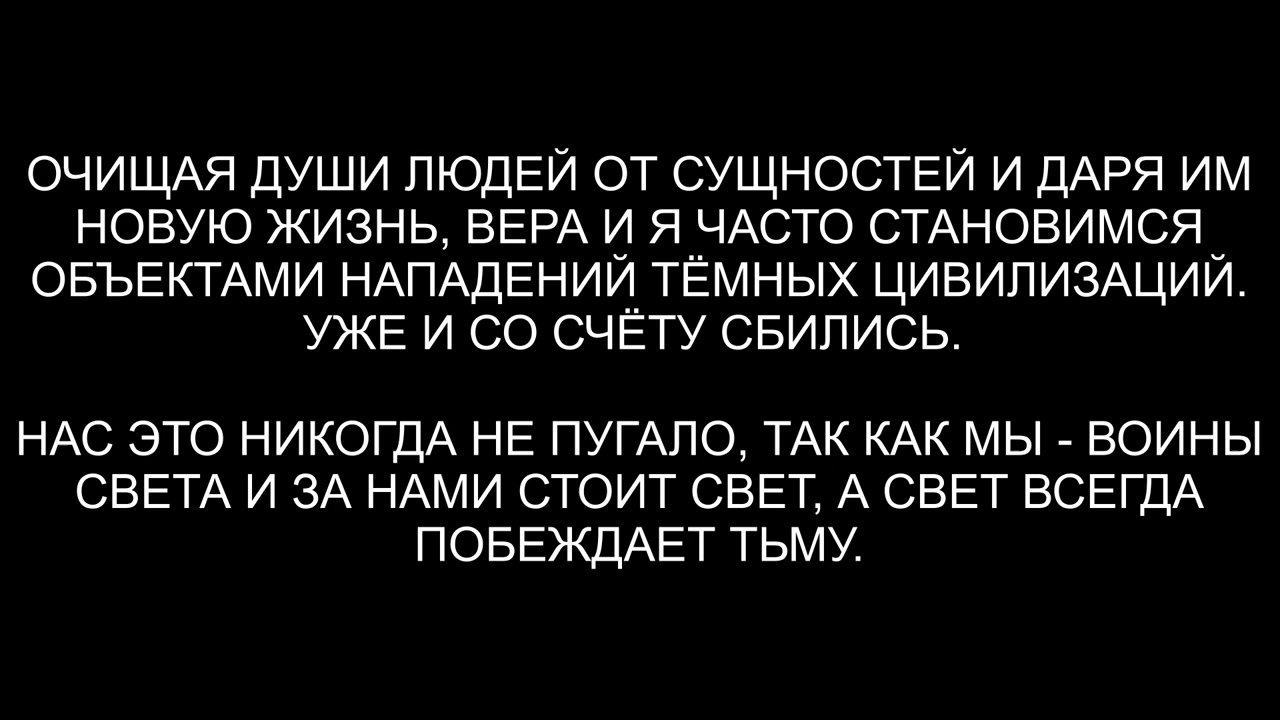 ОЧИЩАЯ ДУШИ ЛЮДЕЙ ОТ СУЩНОСТЕЙ И ДАРЯ ИМ
НОВУЮ ЖИЗНЬ, ВЕРА И Я ЧАСТО СТАНОВИМСЯ
ОБЪЕКТАМИ НАПАДЕНИЙ ТЁМНЫХ ЦИВИЛИЗАЦИЙ.
УЖЕ И СО СЧЁТУ СБИЛИСЬ.
НАС ЭТО НИКОГДА НЕ ПУГАЛО, ТАК КАК МЫ - ВОИНЫ
СВЕТА И ЗА НАМИ СТОИТ СВЕТ, А СВЕТ ВСЕГДА
ПОБЕЖДАЕТ ТЬМУ.